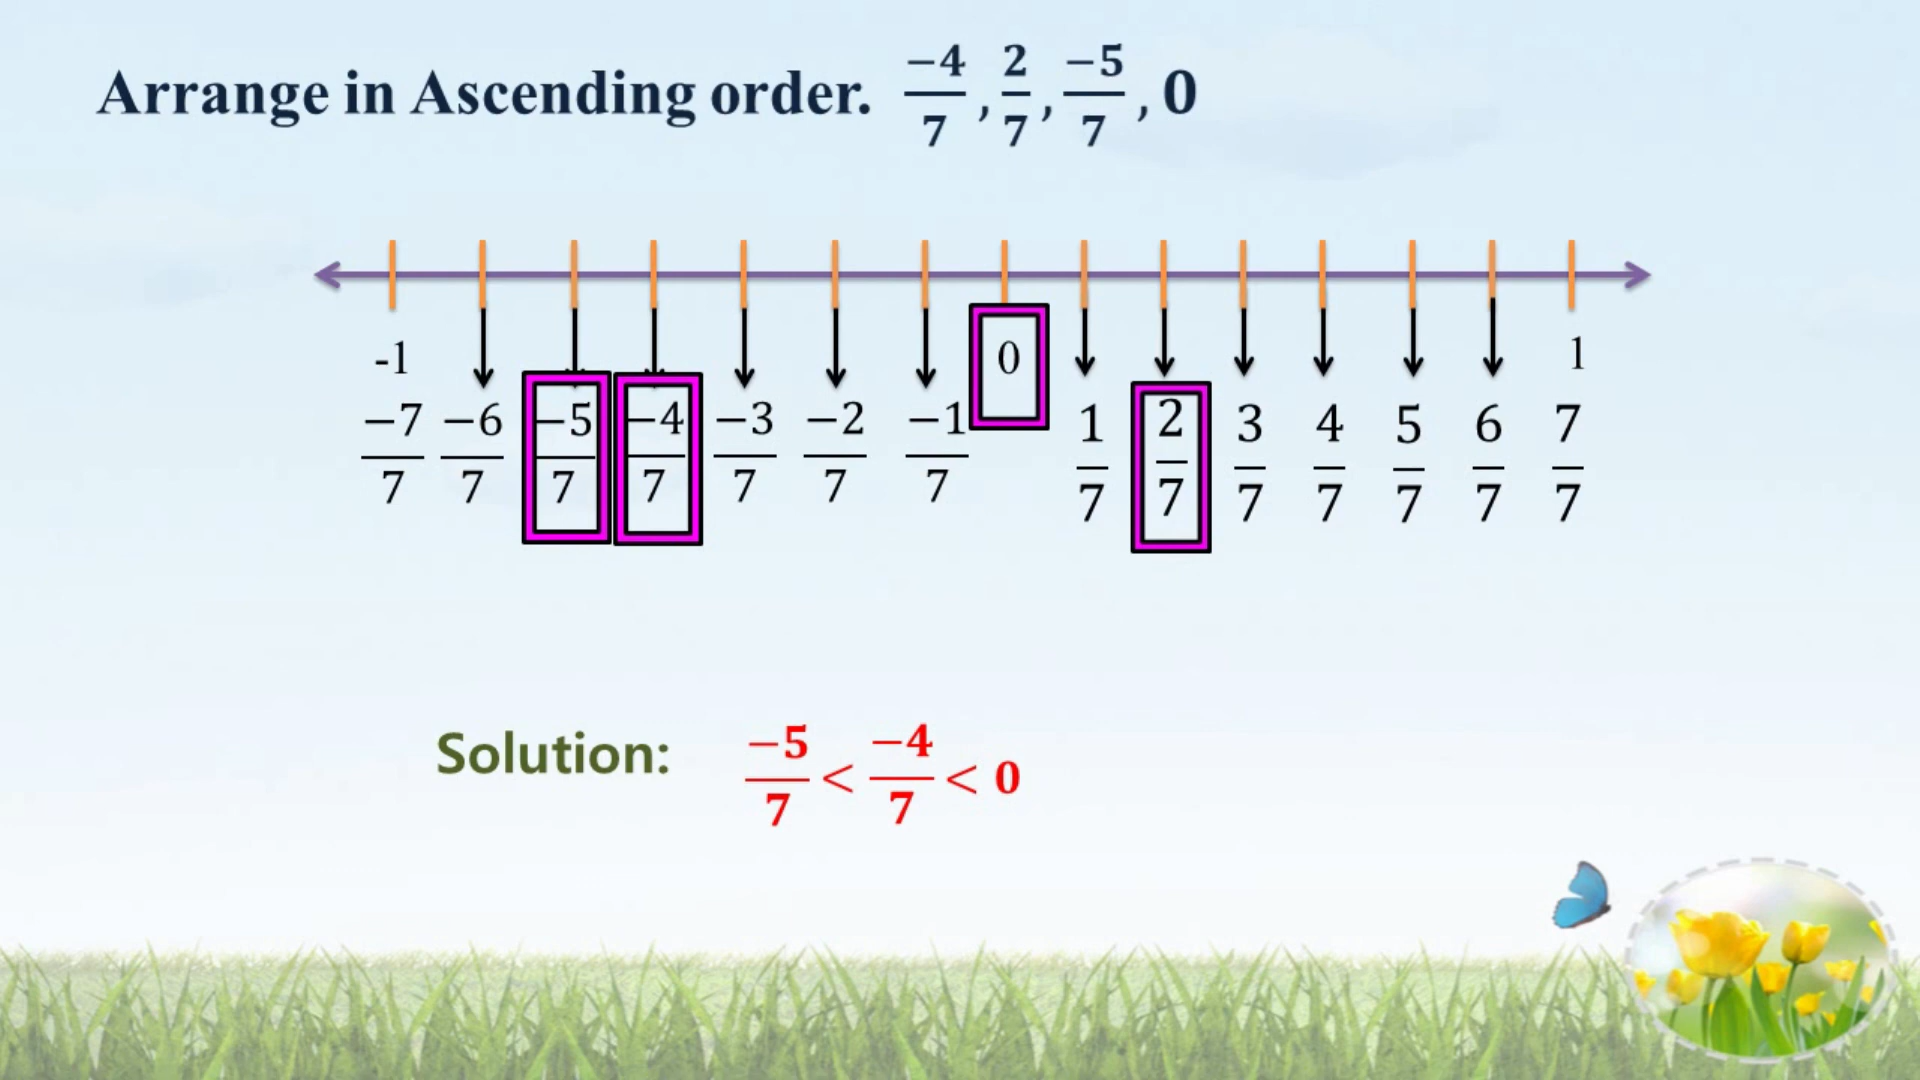 Arrange in Ascending order. −4/7 , 2/7 , −5/7 , 0
-1 0 1
−7/7 −6/7 −5/7 −4/7 −3/7 −2/7 −1/7 1/7 2/7 3/7 4/7 5/7 6/7 7/7
Solution: −5/7 < −4/7 < 0